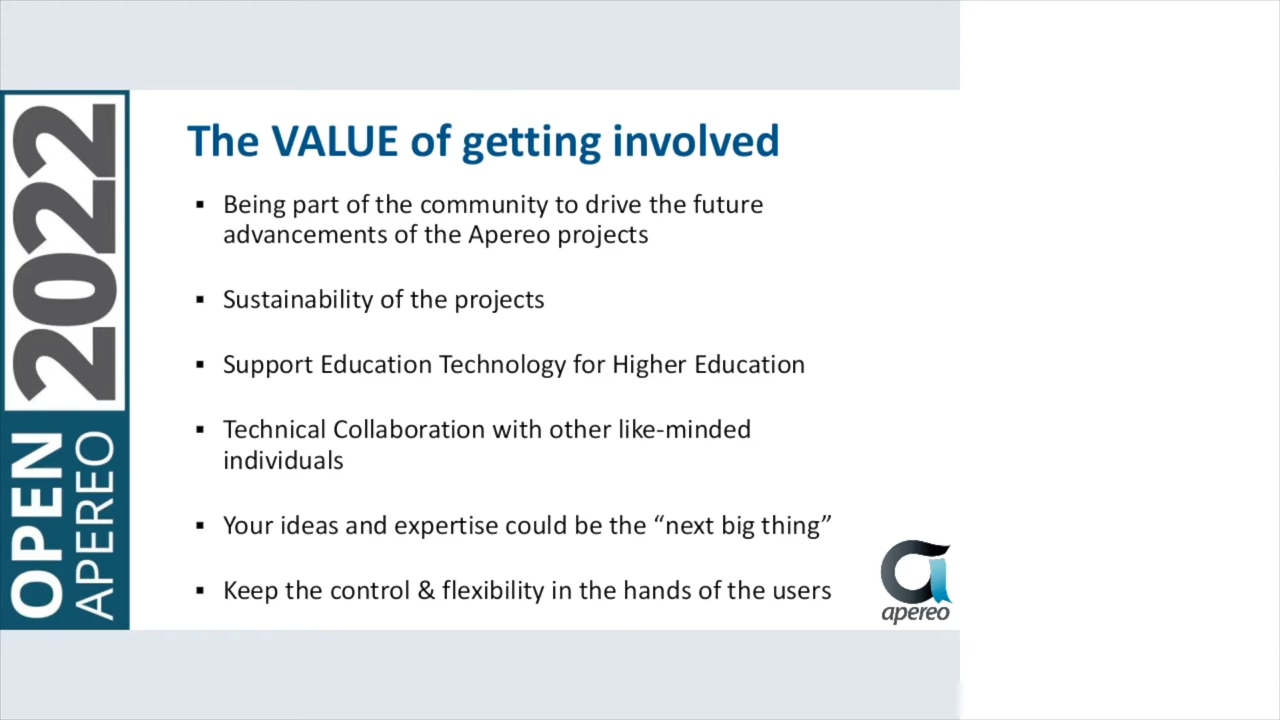 OPEN
APEREO
2022
The VALUE of getting involved
▪ Being part of the community to drive the future
advancements of the Apereo projects
▪ Sustainability of the projects
▪ Support Education Technology for Higher Education
▪ Technical Collaboration with other like-minded
individuals
▪ Your ideas and expertise could be the “next big thing”
▪ Keep the control & flexibility in the hands of the users
apereo